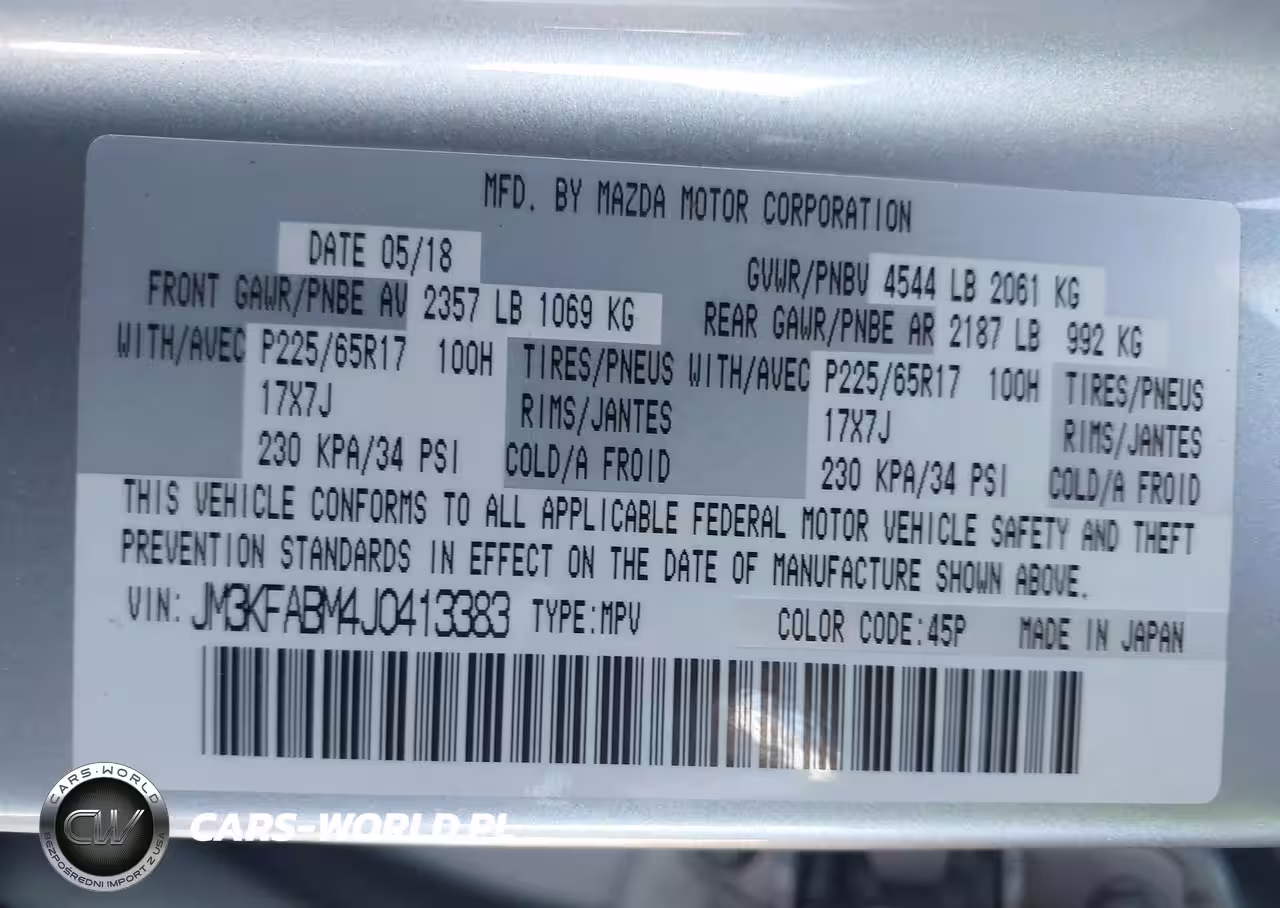 MFD. BY MAZDA MOTOR CORPORATION
DATE 05/18
GVWR/PNBV 4544 LB 2061 KG
FRONT GAWR/PNBE AV 2357 LB 1069 KG
REAR GAWR/PNBE AR 2187 LB 992 KG
WITH/AVEC P225/65R17 100H TIRES/PNEUS
17X7J RIMS/JANTES
230 KPA/34 PSI COLD/A FROID
WITH/AVEC P225/65R17 100H TIRES/PNEUS
17X7J RIMS/JANTES
230 KPA/34 PSI COLD/A FROID
THIS VEHICLE CONFORMS TO ALL APPLICABLE FEDERAL MOTOR VEHICLE SAFETY AND THEFT
PREVENTION STANDARDS IN EFFECT ON THE DATE OF MANUFACTURE SHOWN ABOVE.
VIN: JM3KFABM4J0413383 TYPE:MPV COLOR CODE:45P MADE IN JAPAN
CARS-WORLD
CW
BEZPOŚREDNI IMPORT Z USA
CARS-WORLD.PL